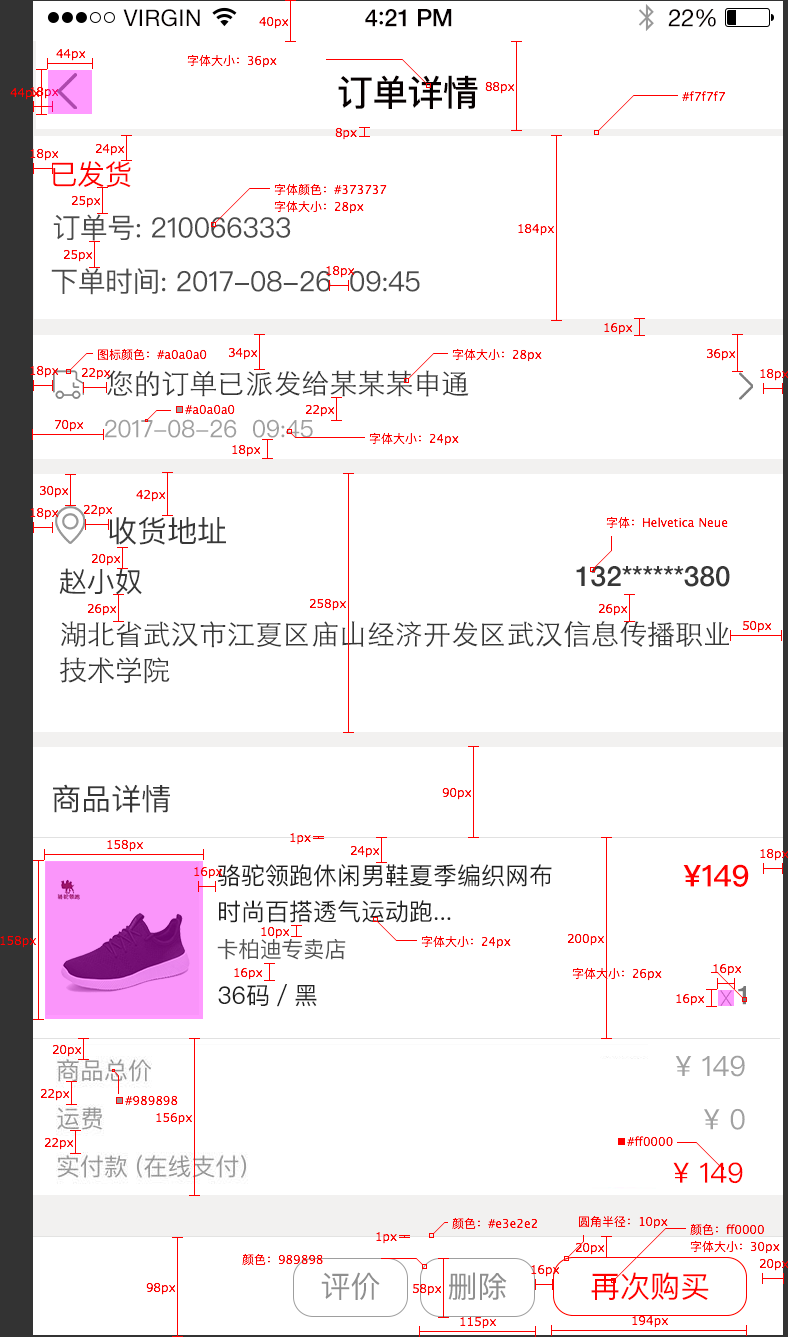 ●●●○○ VIRGIN 4:21 PM 22%
40px
44px
字体大小：36px
44px
58px
订单详情
88px
#f7f7f7
8px
18px
24px
已发货
25px
字体颜色：#373737
字体大小：28px
订单号: 210066333
184px
25px
18px
下单时间: 2017-08-26 09:45
16px
图标颜色：#a0a0a0
34px
字体大小：28px
36px
18px
22px
您的订单已派发给某某某申通
18px
#a0a0a0
22px
70px
2017-08-26 09:45
字体大小：24px
18px
30px
42px
18px
22px
收货地址
字体：Helvetica Neue
20px
赵小奴
132******380
26px
258px
26px
湖北省武汉市江夏区庙山经济开发区武汉信息传播职业
50px
技术学院
90px
商品详情
1px
158px
24px
18px
16px
骆驼领跑休闲男鞋夏季编织网布
¥149
时尚百搭透气运动跑...
10px
字体大小：24px
158px
200px
卡柏迪专卖店
16px
字体大小：26px
16px
36码 / 黑
16px
x 1
20px
商品总价
¥ 149
22px
#989898
156px
运费
¥ 0
22px
#ff0000
实付款 (在线支付)
¥ 149
1px
颜色：#e3e2e2
圆角半径：10px
颜色：ff0000
20px
字体大小：30px
颜色：989898
16px
20px
98px
评价
58px
删除
再次购买
115px
194px